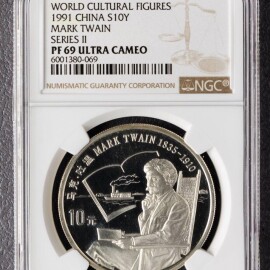 WORLD CULTURAL FIGURES
1991 CHINA S10Y
MARK TWAIN
SERIES II
PF 69 ULTRA CAMEO
6001380-069
NUMISMATIC GUARANTY CORPORATION
NGC
马克·吐温 MARK TWAIN 1835-1910
10元